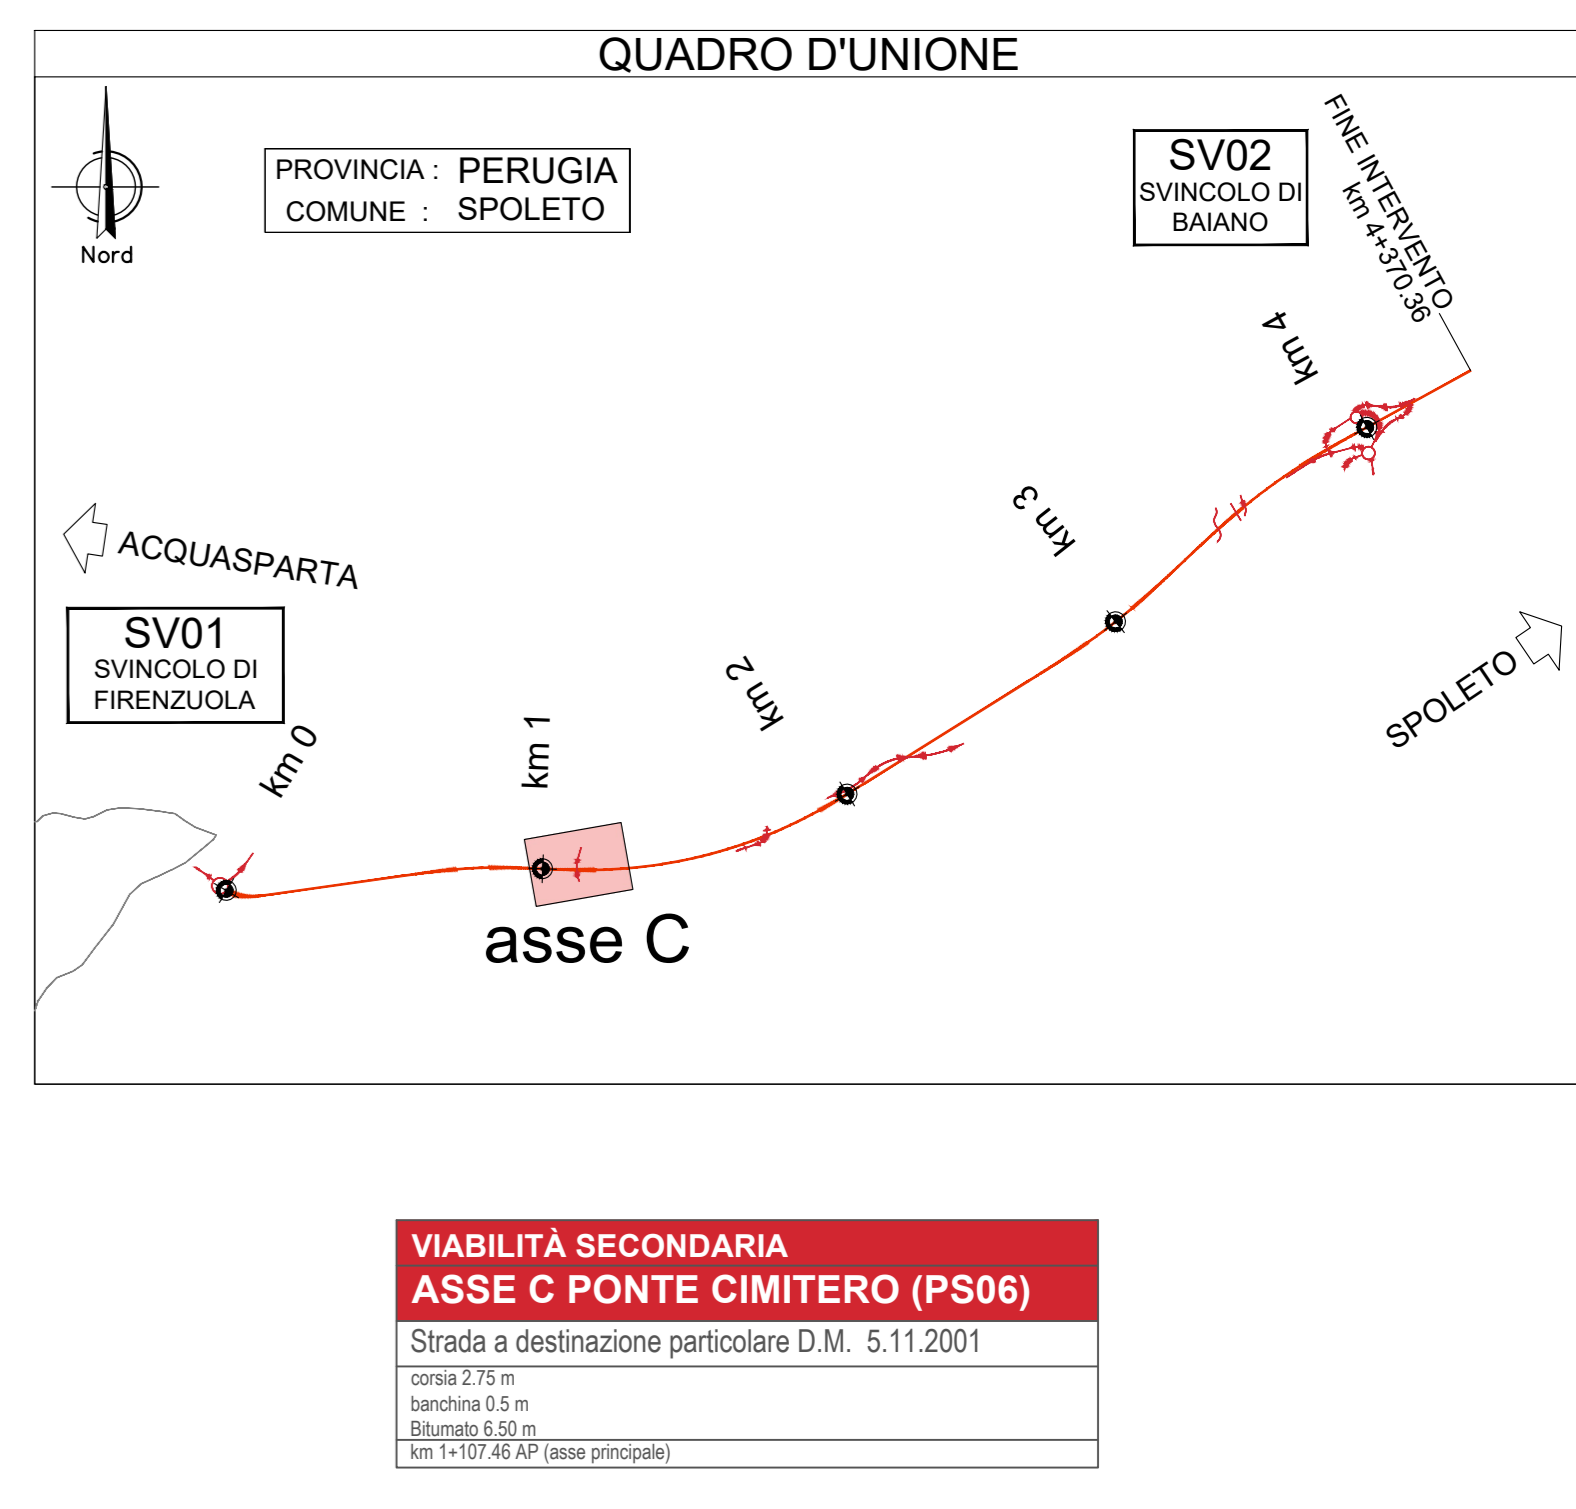 QUADRO D'UNIONE
Nord
PROVINCIA : PERUGIA
COMUNE : SPOLETO
SV02
SVINCOLO DI
BAIANO
FINE INTERVENTO
km 4+370.36
km 4
km 3
ACQUASPARTA
SV01
SVINCOLO DI
FIRENZUOLA
km 2
SPOLETO
km 1
km 0
asse C
VIABILITÀ SECONDARIA
ASSE C PONTE CIMITERO (PS06)
Strada a destinazione particolare D.M. 5.11.2001
corsia 2.75 m
banchina 0.5 m
Bitumato 6.50 m
km 1+107.46 AP (asse principale)